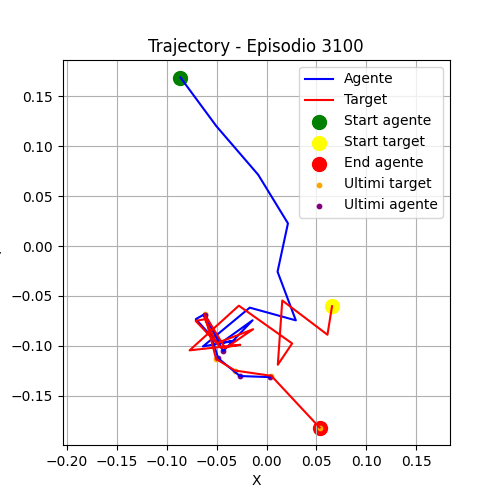 Trajectory - Episodio 3100
Agente
Target
Start agente
Start target
End agente
Ultimi target
Ultimi agente
0.15
0.10
0.05
0.00
−0.05
−0.10
−0.15
−0.20 −0.15 −0.10 −0.05 0.00 0.05 0.10 0.15
X